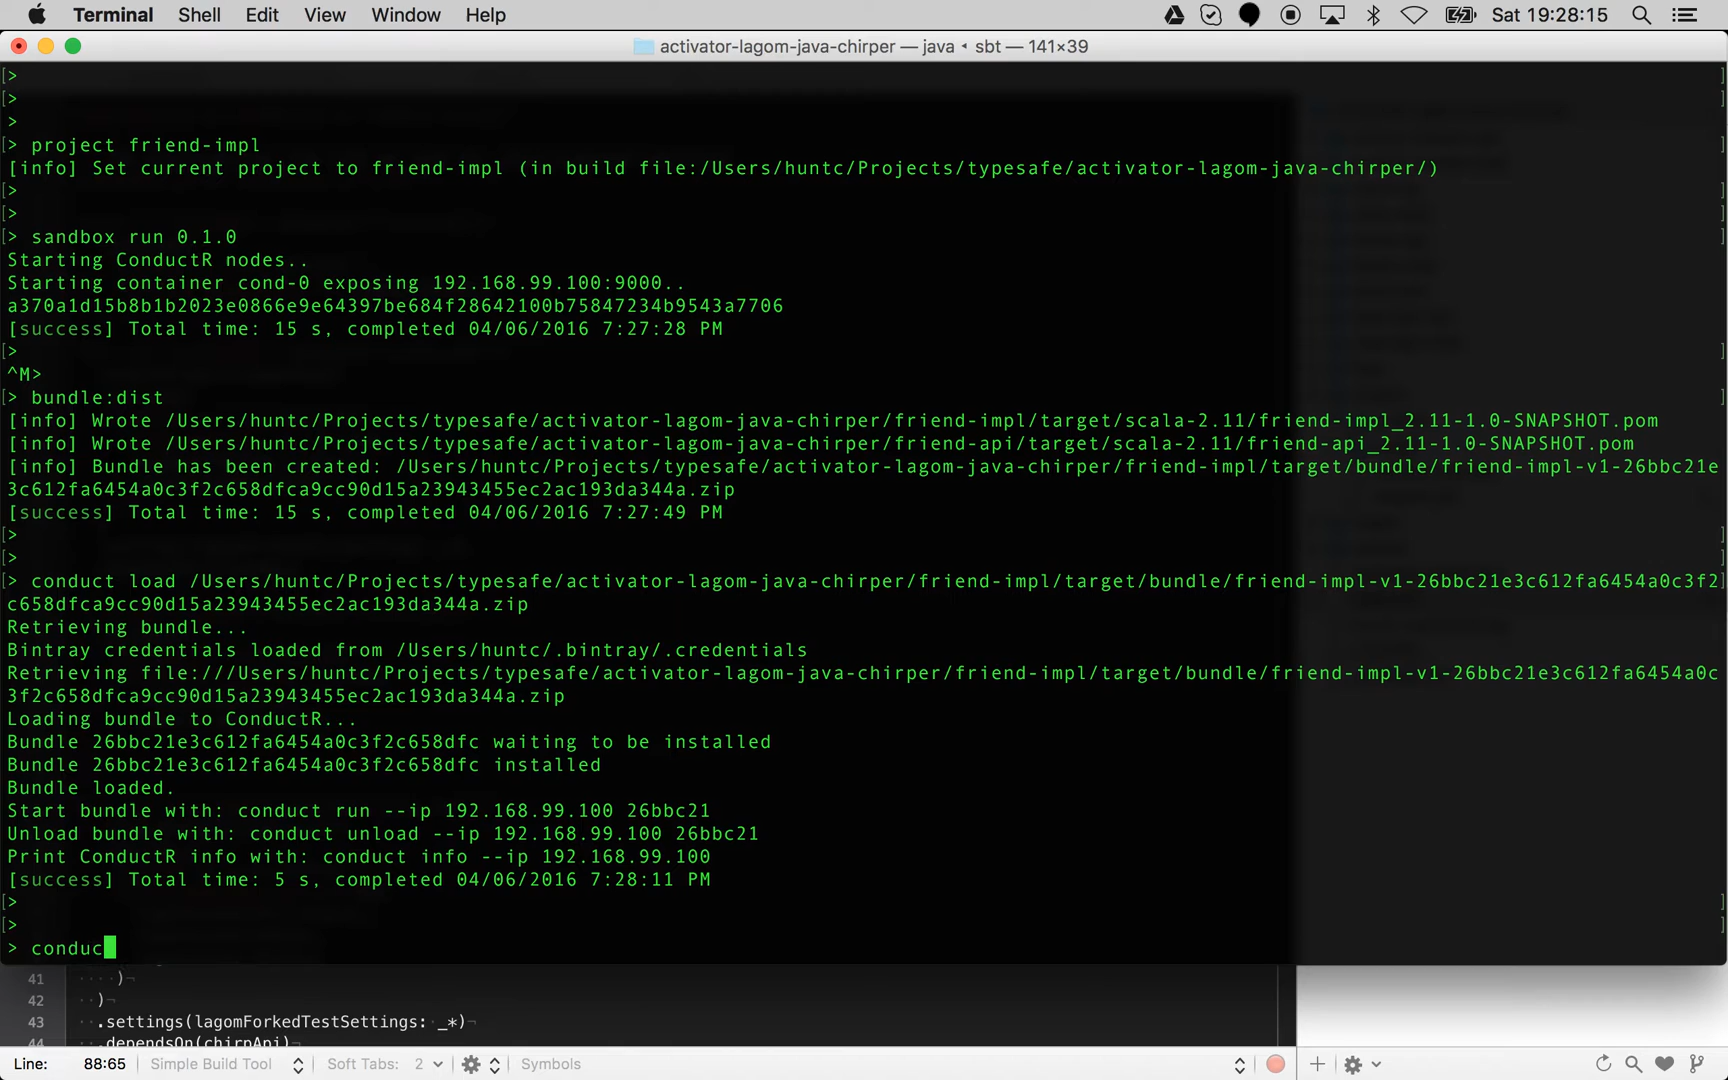 Terminal Shell Edit View Window Help Sat 19:28:15
activator-lagom-java-chirper — java ◂ sbt — 141×39
[> ]
[> ]
>
[> project friend-impl ]
[info] Set current project to friend-impl (in build file:/Users/huntc/Projects/typesafe/activator-lagom-java-chirper/)
[> ]
[> ]
[> sandbox run 0.1.0 ]
Starting ConductR nodes..
Starting container cond-0 exposing 192.168.99.100:9000..
a370a1d15b8b1b2023e0866e9e64397be684f28642100b75847234b9543a7706
[success] Total time: 15 s, completed 04/06/2016 7:27:28 PM
[> ]
^M>
[> bundle:dist ]
[info] Wrote /Users/huntc/Projects/typesafe/activator-lagom-java-chirper/friend-impl/target/scala-2.11/friend-impl_2.11-1.0-SNAPSHOT.pom
[info] Wrote /Users/huntc/Projects/typesafe/activator-lagom-java-chirper/friend-api/target/scala-2.11/friend-api_2.11-1.0-SNAPSHOT.pom
[info] Bundle has been created: /Users/huntc/Projects/typesafe/activator-lagom-java-chirper/friend-impl/target/bundle/friend-impl-v1-26bbc21e
3c612fa6454a0c3f2c658dfca9cc90d15a23943455ec2ac193da344a.zip
[success] Total time: 15 s, completed 04/06/2016 7:27:49 PM
[> ]
[> ]
[> conduct load /Users/huntc/Projects/typesafe/activator-lagom-java-chirper/friend-impl/target/bundle/friend-impl-v1-26bbc21e3c612fa6454a0c3f2]
c658dfca9cc90d15a23943455ec2ac193da344a.zip
Retrieving bundle...
Bintray credentials loaded from /Users/huntc/.bintray/.credentials
Retrieving file:///Users/huntc/Projects/typesafe/activator-lagom-java-chirper/friend-impl/target/bundle/friend-impl-v1-26bbc21e3c612fa6454a0c
3f2c658dfca9cc90d15a23943455ec2ac193da344a.zip
Loading bundle to ConductR...
Bundle 26bbc21e3c612fa6454a0c3f2c658dfc waiting to be installed
Bundle 26bbc21e3c612fa6454a0c3f2c658dfc installed
Bundle loaded.
Start bundle with: conduct run --ip 192.168.99.100 26bbc21
Unload bundle with: conduct unload --ip 192.168.99.100 26bbc21
Print ConductR info with: conduct info --ip 192.168.99.100
[success] Total time: 5 s, completed 04/06/2016 7:28:11 PM
[> ]
[> ]
> conduc
41 ····)¬
42 ··)¬
43 ··.settings(lagomForkedTestSettings: _*)¬
44 ··.dependsOn(chirpApi)
Line: 88:65 Simple Build Tool Soft Tabs: 2 Symbols